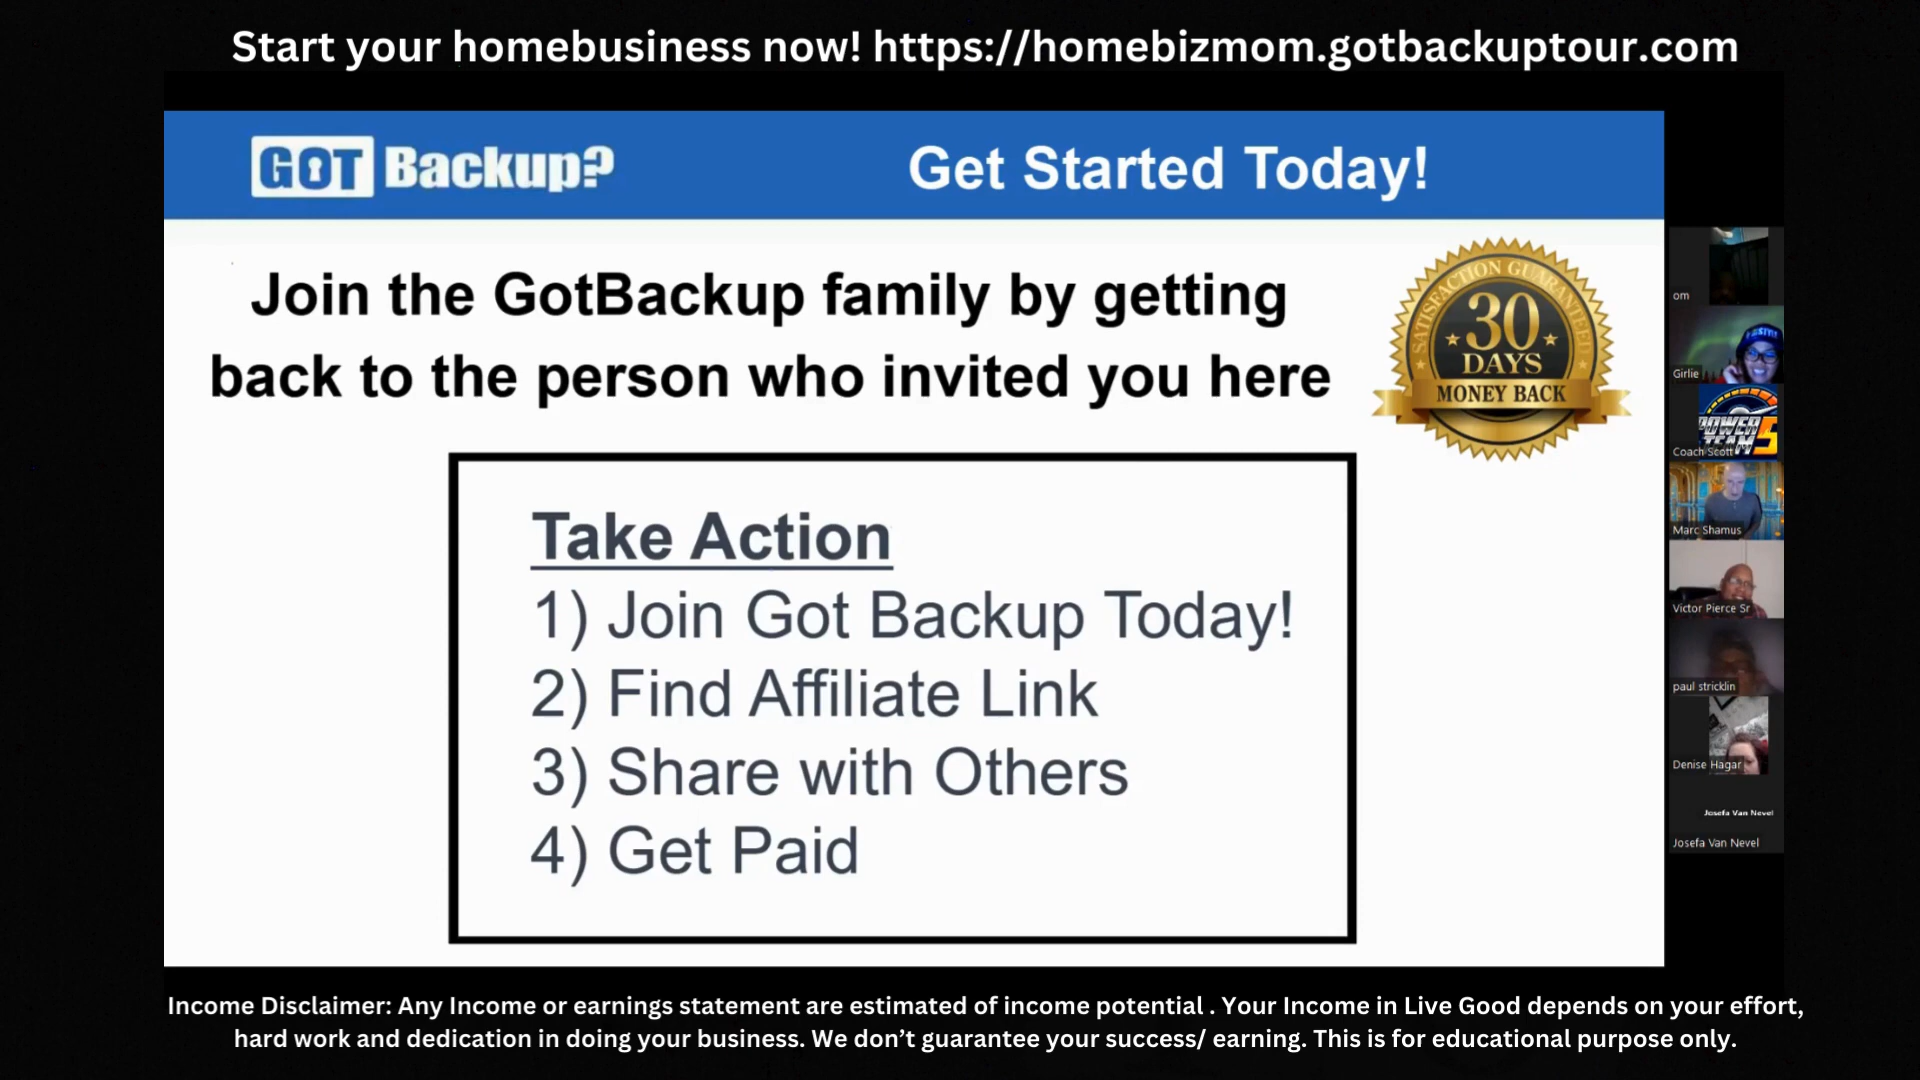 Start your homebusiness now! https://homebizmom.gotbackuptour.com
GOT Backup?
Get Started Today!
Join the GotBackup family by getting
back to the person who invited you here
SATISFACTION GUARANTEED
30
DAYS
MONEY BACK
Take Action
1) Join Got Backup Today!
2) Find Affiliate Link
3) Share with Others
4) Get Paid
om
Girlie
POWER
TEAM 5
Coach Scott
Marc Shamus
Victor Pierce Sr
paul stricklin
Denise Hagar
Josefa Van Nevel
Josefa Van Nevel
Income Disclaimer: Any Income or earnings statement are estimated of income potential . Your Income in Live Good depends on your effort,
hard work and dedication in doing your business. We don’t guarantee your success/ earning. This is for educational purpose only.